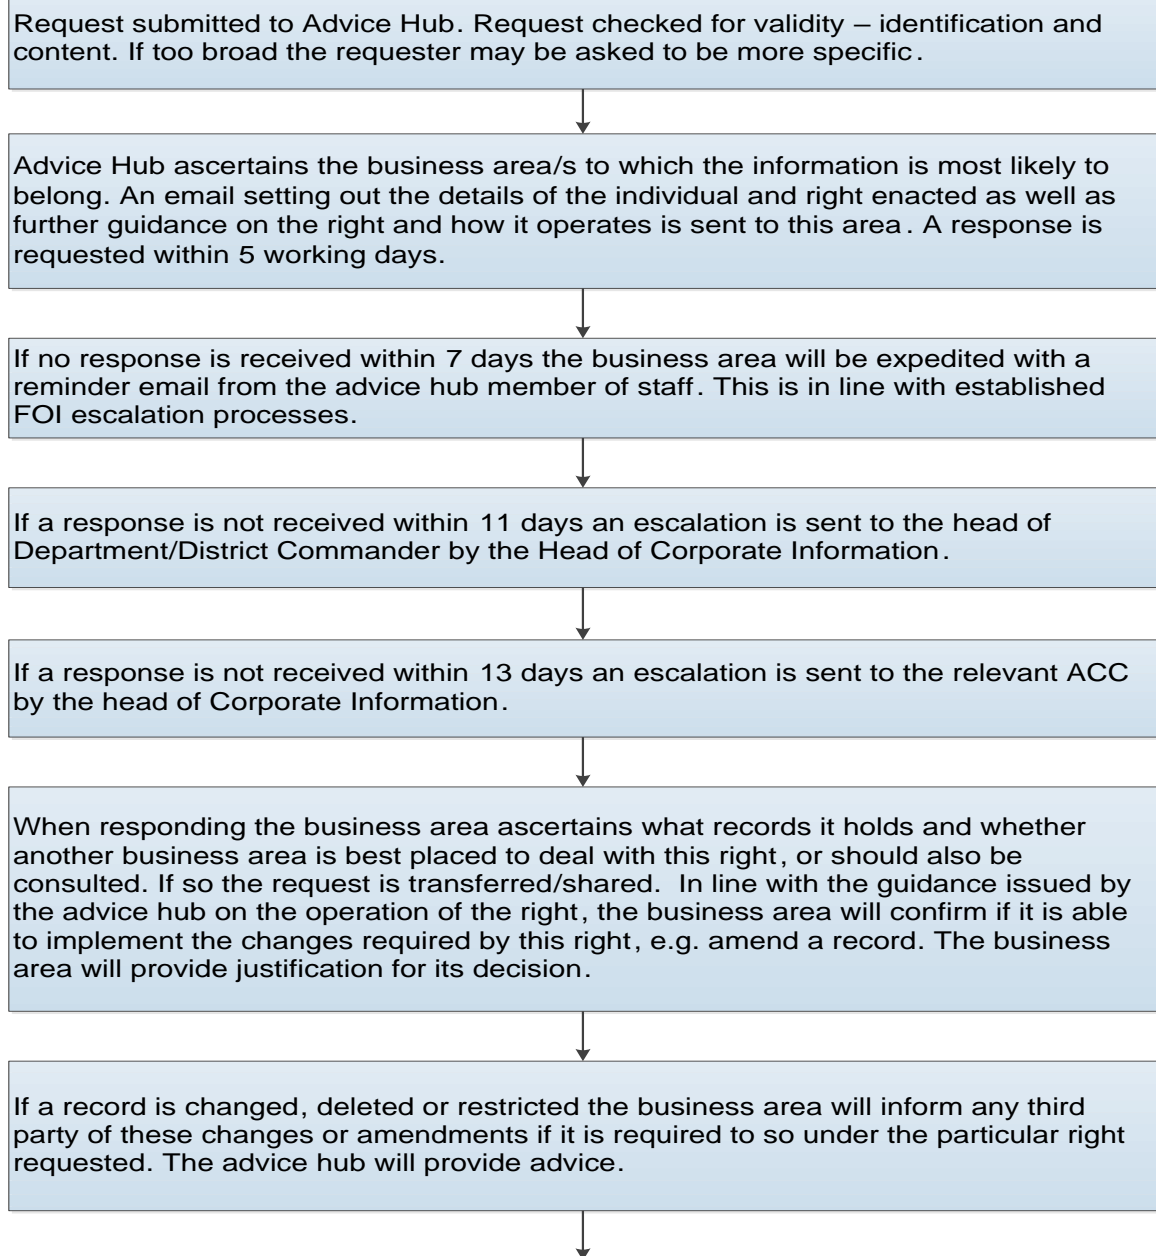 Request submitted to Advice Hub. Request checked for validity – identification and
content. If too broad the requester may be asked to be more specific.
Advice Hub ascertains the business area/s to which the information is most likely to
belong. An email setting out the details of the individual and right enacted as well as
further guidance on the right and how it operates is sent to this area. A response is
requested within 5 working days.
If no response is received within 7 days the business area will be expedited with a
reminder email from the advice hub member of staff. This is in line with established
FOI escalation processes.
If a response is not received within 11 days an escalation is sent to the head of
Department/District Commander by the Head of Corporate Information.
If a response is not received within 13 days an escalation is sent to the relevant ACC
by the head of Corporate Information.
When responding the business area ascertains what records it holds and whether
another business area is best placed to deal with this right, or should also be
consulted. If so the request is transferred/shared.  In line with the guidance issued by
the advice hub on the operation of the right, the business area will confirm if it is able
to implement the changes required by this right, e.g. amend a record. The business
area will provide justification for its decision.
If a record is changed, deleted or restricted the business area will inform any third
party of these changes or amendments if it is required to so under the particular right
requested. The advice hub will provide advice.